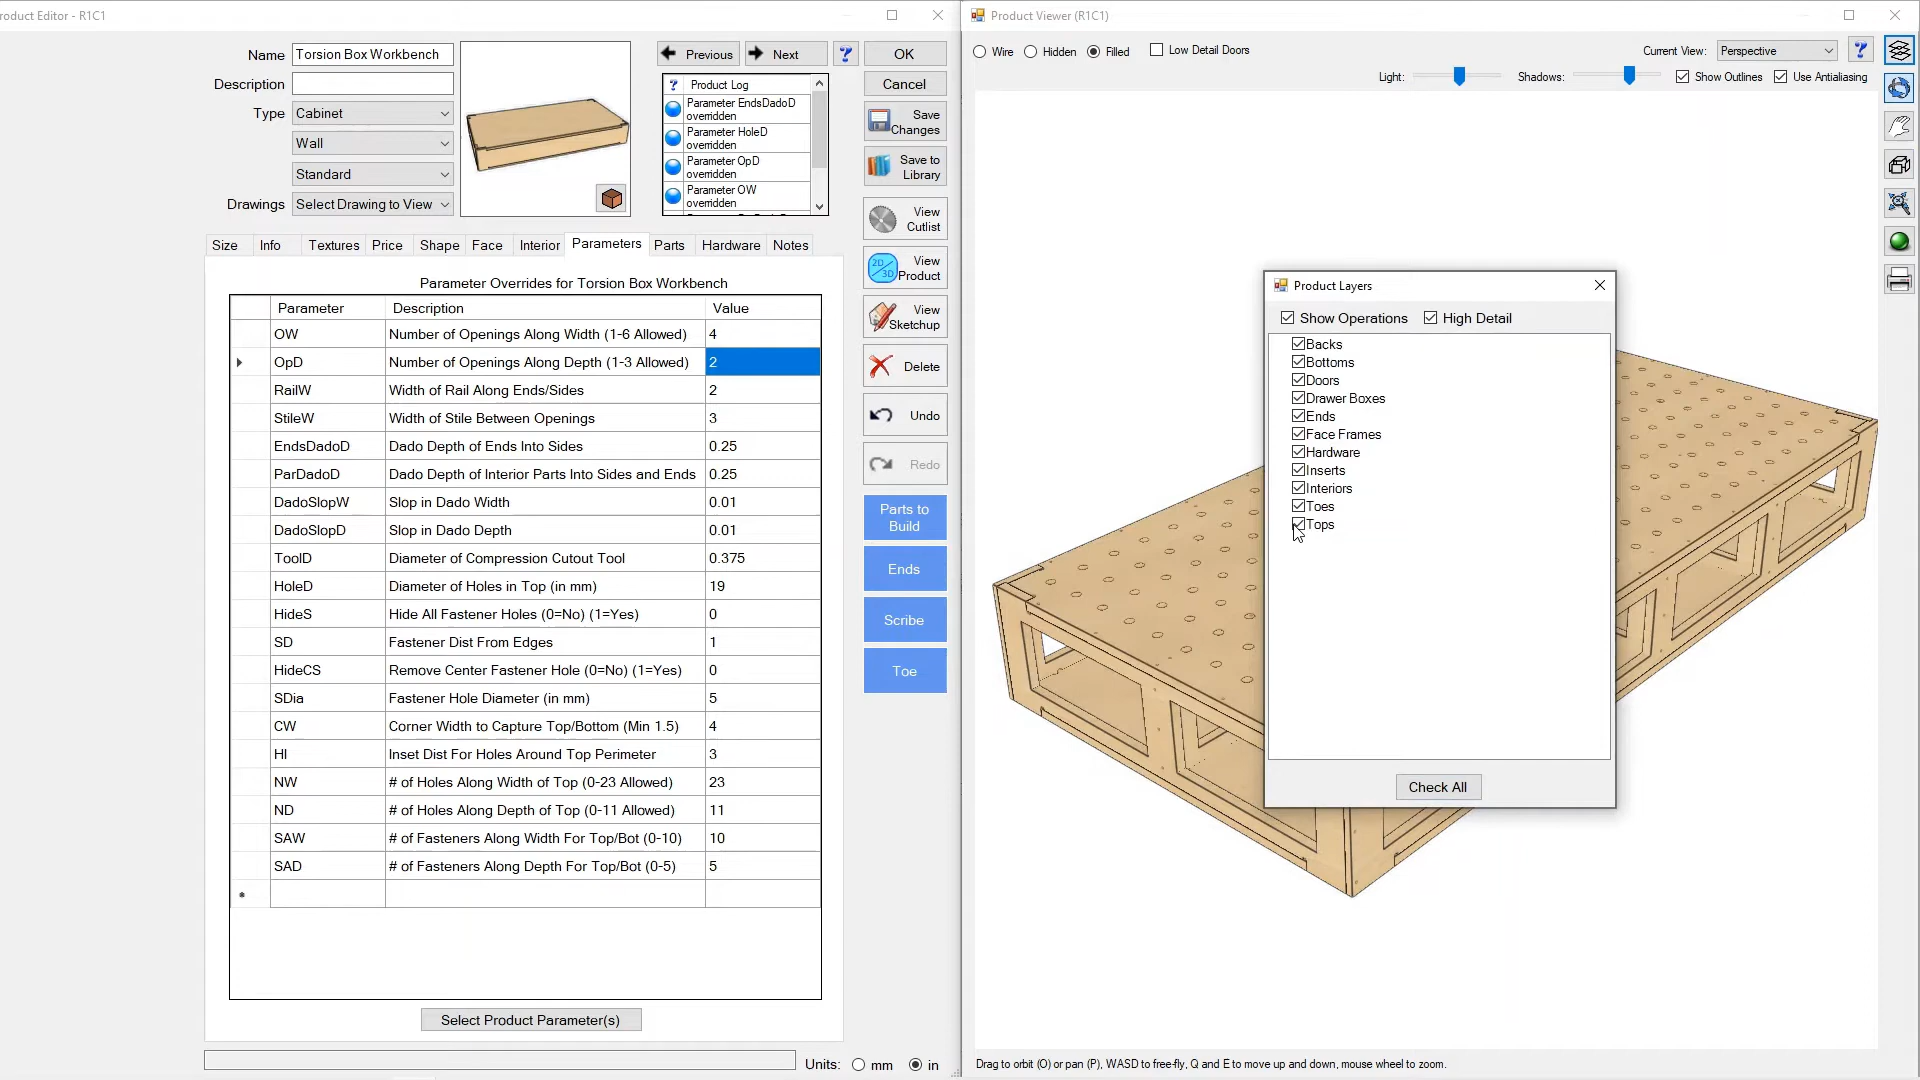 roduct Editor - R1C1
Name Torsion Box Workbench
Description
Type Cabinet
Wall
Standard
Drawings Select Drawing to View
Previous Next ? OK
? Product Log Cancel
Parameter EndsDadoD
overridden
Parameter HoleD
overridden
Parameter OpD
overridden
Parameter OW
overridden
Save
Changes
Save to
Library
View
Cutlist
2D/3D View
Product
View
Sketchup
Delete
Undo
Redo
Parts to
Build
Ends
Scribe
Toe
Size Info Textures Price Shape Face Interior Parameters Parts Hardware Notes
Parameter Overrides for Torsion Box Workbench
Parameter Description Value
OW Number of Openings Along Width (1-6 Allowed) 4
OpD Number of Openings Along Depth (1-3 Allowed) 2
RailW Width of Rail Along Ends/Sides 2
StileW Width of Stile Between Openings 3
EndsDadoD Dado Depth of Ends Into Sides 0.25
ParDadoD Dado Depth of Interior Parts Into Sides and Ends 0.25
DadoSlopW Slop in Dado Width 0.01
DadoSlopD Slop in Dado Depth 0.01
ToolD Diameter of Compression Cutout Tool 0.375
HoleD Diameter of Holes in Top (in mm) 19
HideS Hide All Fastener Holes (0=No) (1=Yes) 0
SD Fastener Dist From Edges 1
HideCS Remove Center Fastener Hole (0=No) (1=Yes) 0
SDia Fastener Hole Diameter (in mm) 5
CW Corner Width to Capture Top/Bottom (Min 1.5) 4
HI Inset Dist For Holes Around Top Perimeter 3
NW # of Holes Along Width of Top (0-23 Allowed) 23
ND # of Holes Along Depth of Top (0-11 Allowed) 11
SAW # of Fasteners Along Width For Top/Bot (0-10) 10
SAD # of Fasteners Along Depth For Top/Bot (0-5) 5
*
Select Product Parameter(s)
Units: mm in
Product Viewer (R1C1)
Wire Hidden Filled Low Detail Doors Current View: Perspective ?
Light: Shadows: Show Outlines Use Antialiasing
Product Layers
Show Operations High Detail
Backs
Bottoms
Doors
Drawer Boxes
Ends
Face Frames
Hardware
Inserts
Interiors
Toes
Tops
Check All
Drag to orbit (O) or pan (P), WASD to free-fly, Q and E to move up and down, mouse wheel to zoom.